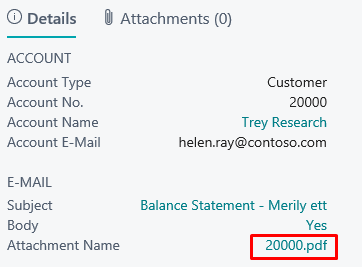 Details Attachments (0)
ACCOUNT
Account Type Customer
Account No. 20000
Account Name Trey Research
Account E-Mail helen.ray@contoso.com
E-MAIL
Subject Balance Statement - Merily ett
Body Yes
Attachment Name 20000.pdf